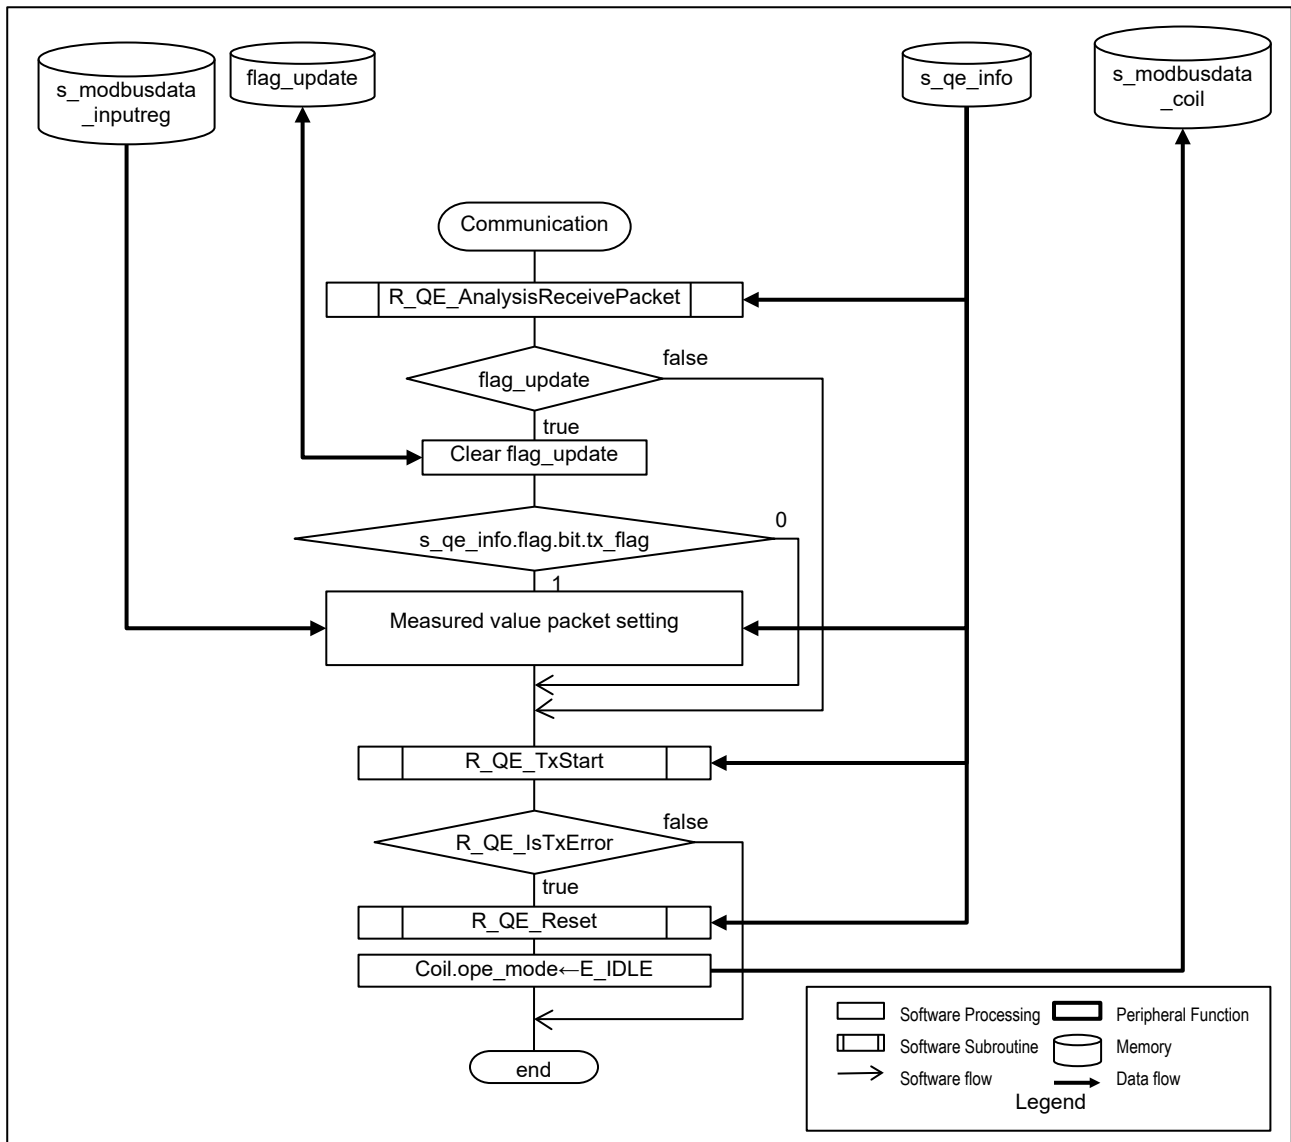 s_modbusdata
_inputreg
flag_update
s_qe_info
s_modbusdata
_coil
Communication
R_QE_AnalysisReceivePacket
false
flag_update
true
Clear flag_update
0
s_qe_info.flag.bit.tx_flag
1
Measured value packet setting
R_QE_TxStart
false
R_QE_IsTxError
true
R_QE_Reset
Coil.ope_mode←E_IDLE
end
Software Processing
Peripheral Function
Software Subroutine
Memory
Software flow
Data flow
Legend